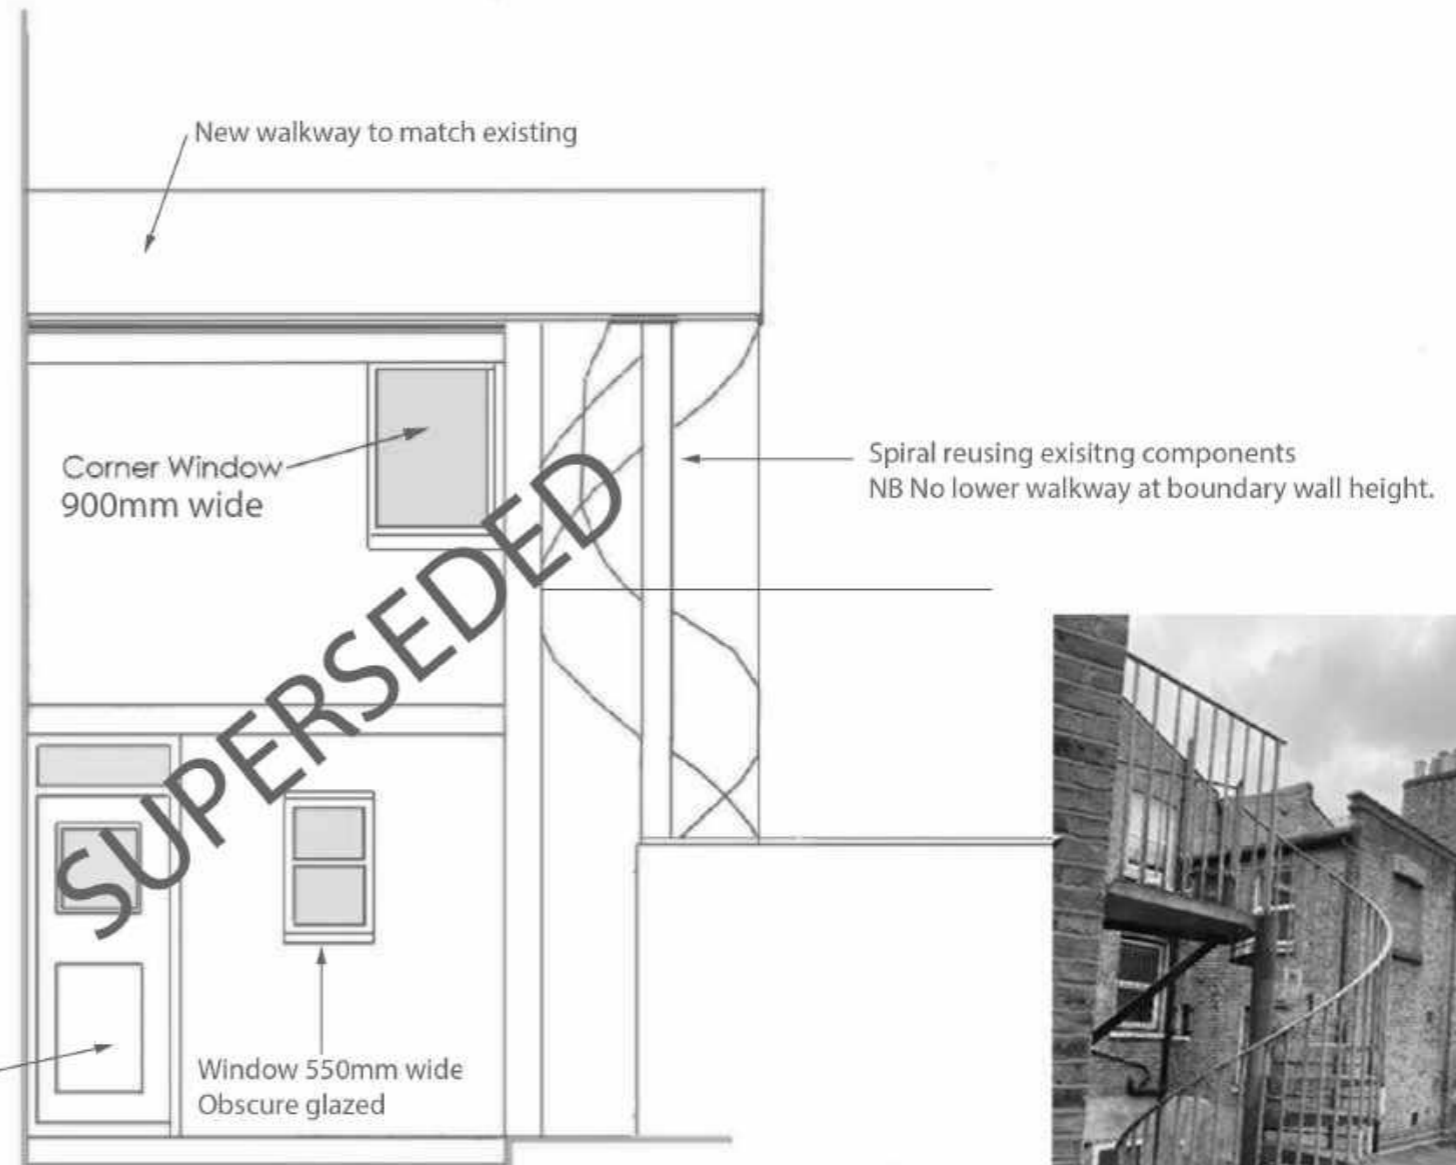 New walkway to match existing
Corner Window
900mm wide
Spiral reusing exisitng components
NB No lower walkway at boundary wall height.
SUPERSEDED
Window 550mm wide
Obscure glazed